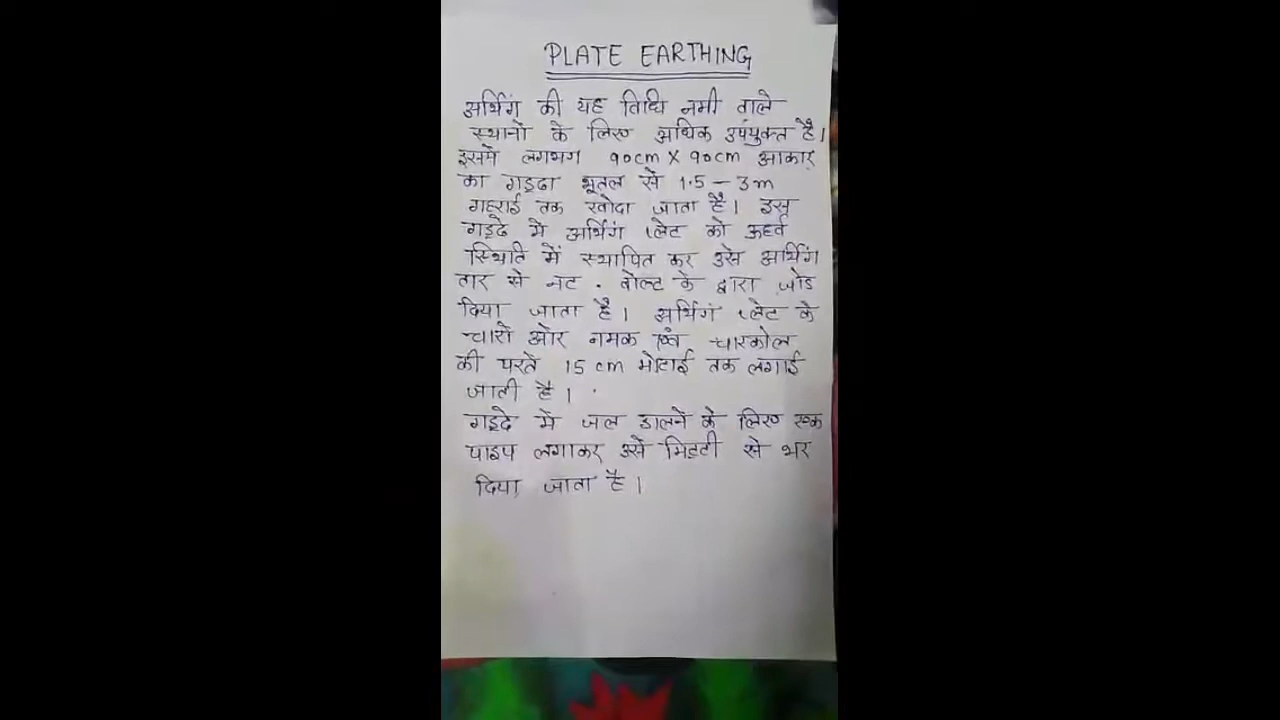 PLATE EARTHING
अर्थिंग की यह विधि नमी वाले
स्थानो के लिए अधिक उपयुक्त है।
इसमे लगभग 90cm X 90cm आकार
का गड्ढा भूतल से 1.5 – 3m
गहराई तक खोदा जाता है। इस
गड्ढे मे अर्थिंग प्लेट को ऊर्ध्व
स्थिति में स्थापित कर उसे अर्थिंग
तार से नट - बोल्ट के द्वारा जोड
दिया जाता है। अर्थिंग प्लेट के
चारो ओर नमक एवं चारकोल
की परते 15 cm मोटाई तक लगाई
जाती है।
गड्ढे मे जल डालने के लिए एक
पाइप लगाकर उसे मिट्टी से भर
दिया जाता है।